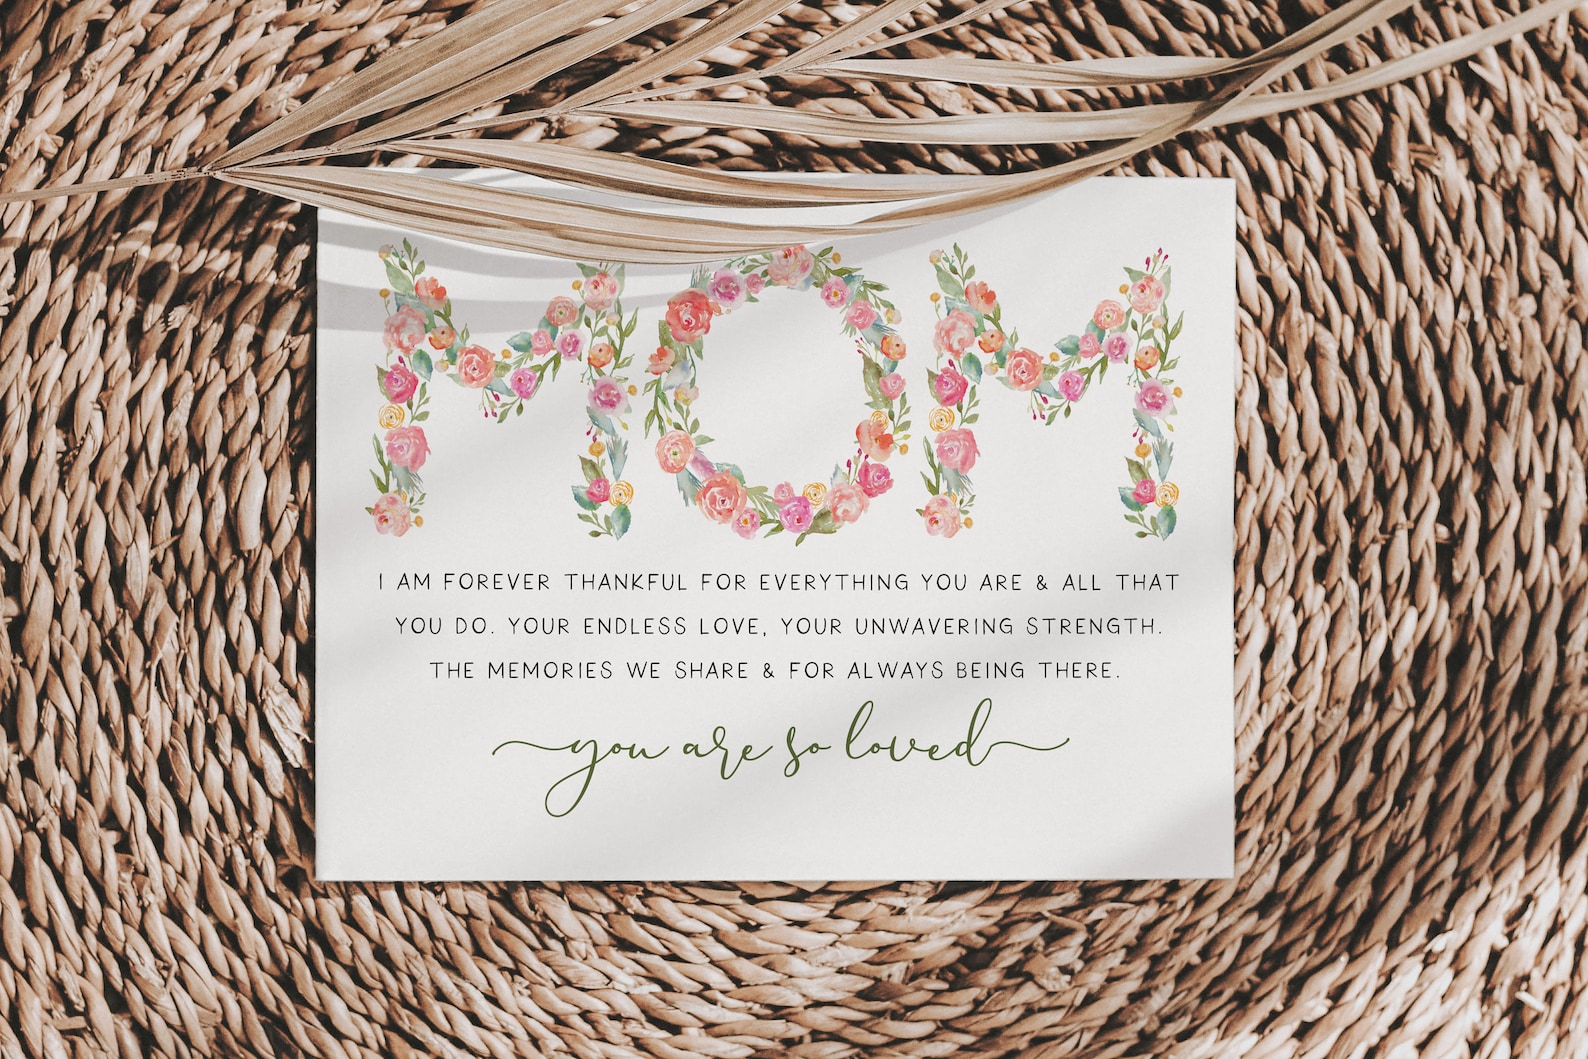 MOM
I AM FOREVER THANKFUL FOR EVERYTHING YOU ARE & ALL THAT
YOU DO. YOUR ENDLESS LOVE, YOUR UNWAVERING STRENGTH.
THE MEMORIES WE SHARE & FOR ALWAYS BEING THERE.
you are so loved